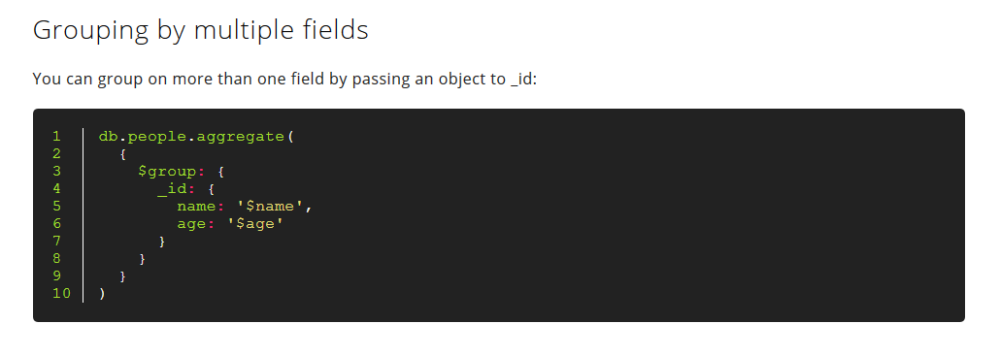 Grouping by multiple fields
You can group on more than one field by passing an object to _id:
1 db.people.aggregate(
2   {
3     $group: {
4       _id: {
5         name: '$name',
6         age: '$age'
7       }
8     }
9   }
10 )